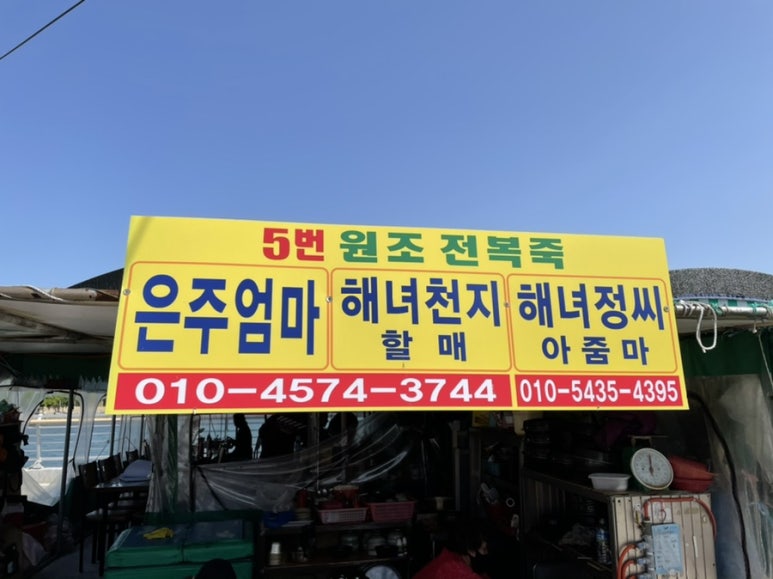 5번 원조 전복죽
은주엄마
해녀천지
할매
해녀정씨
아줌마
010-4574-3744
010-5435-4395